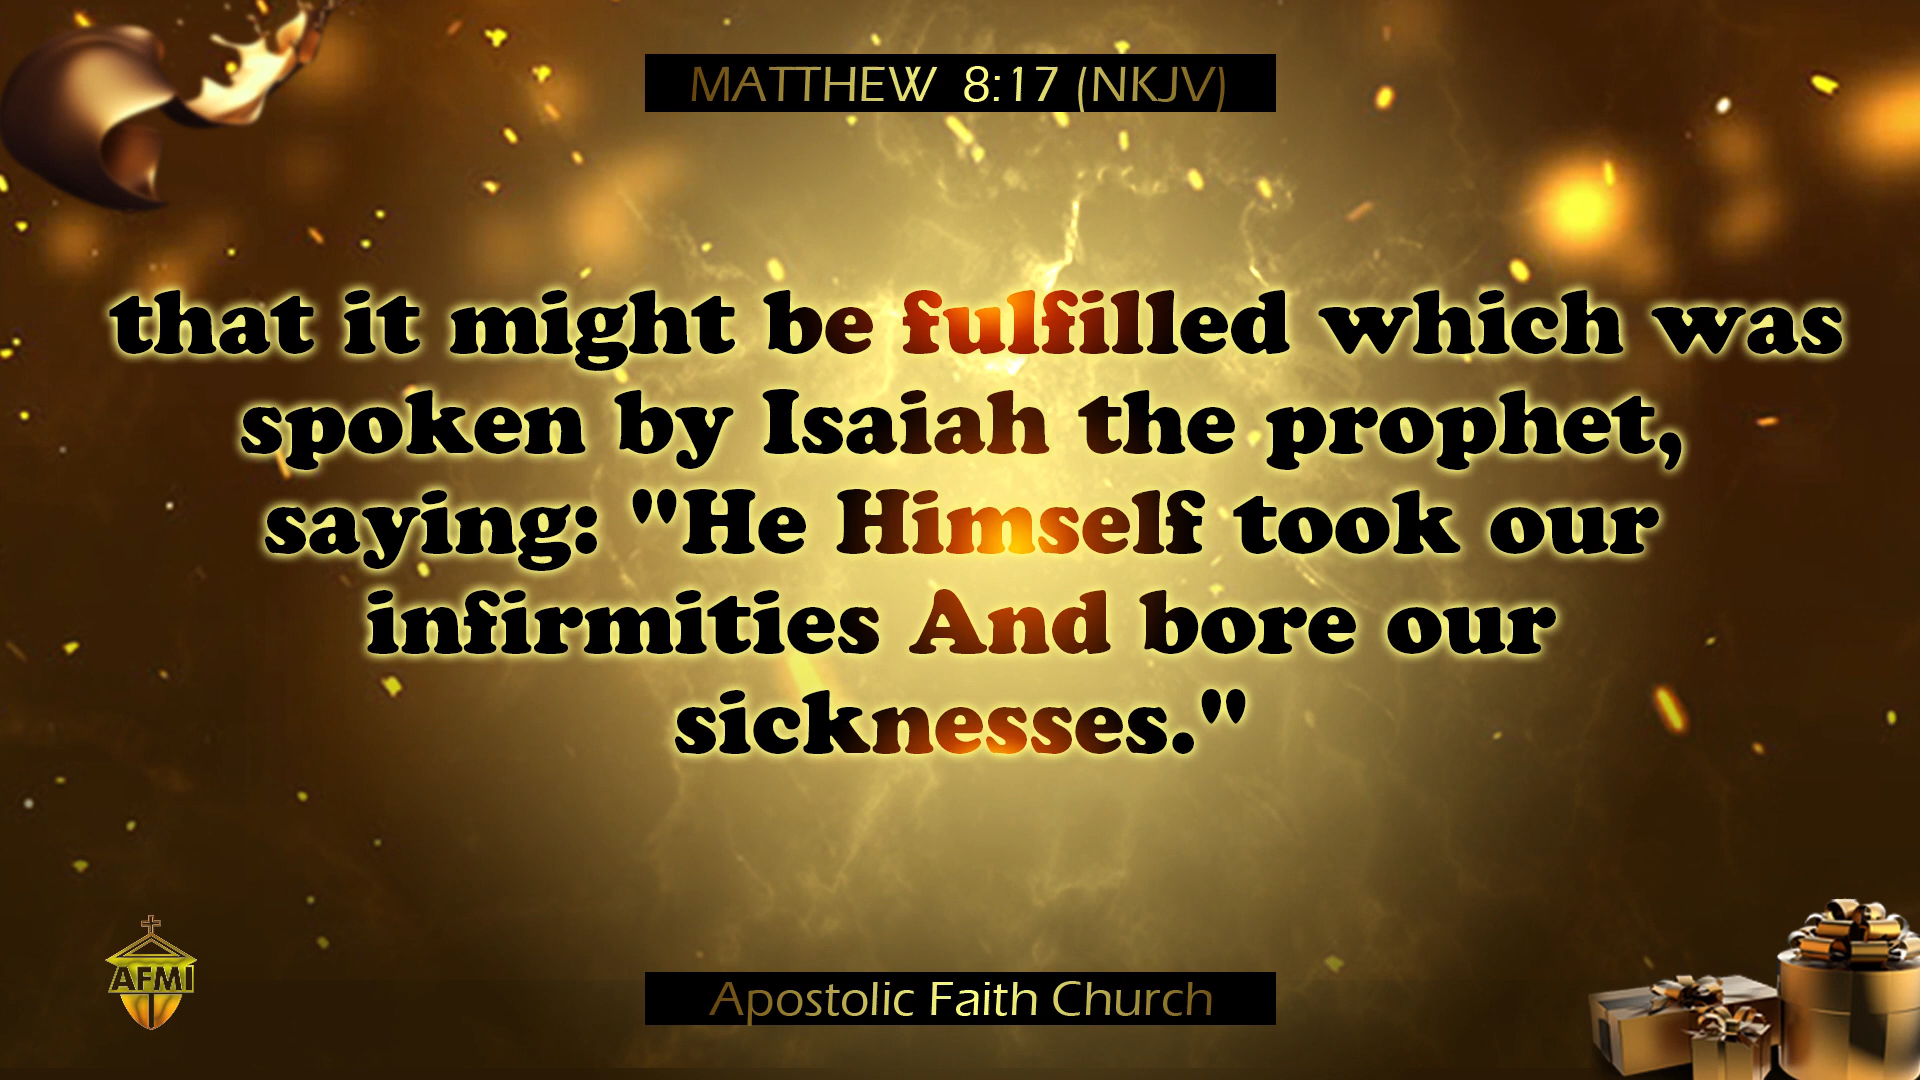 MATTHEW 8:17 (NKJV)
that it might be fulfilled which was
spoken by Isaiah the prophet,
saying: "He Himself took our
infirmities And bore our
sicknesses."
AFMI
Apostolic Faith Church